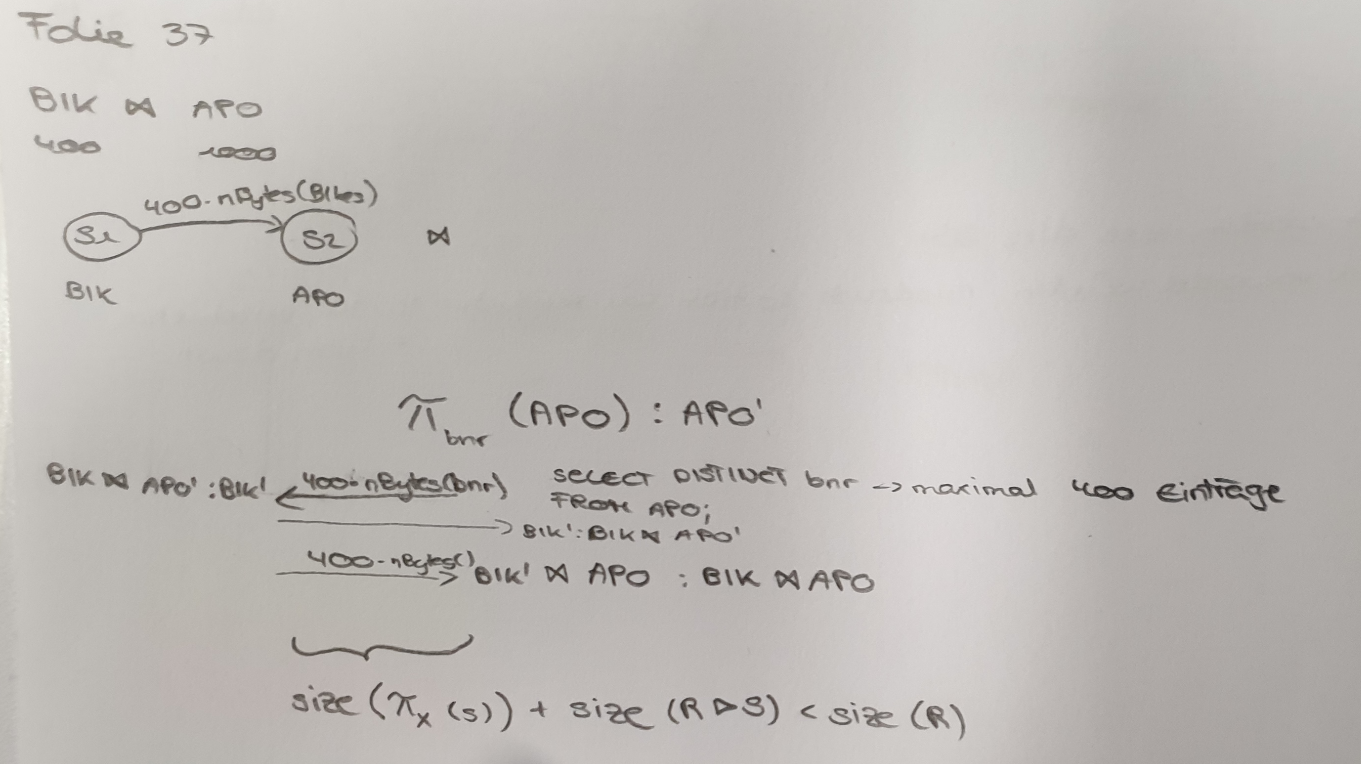 Folie 37
BIK ⋈ APO
400 1000
400·nBytes(Bikes)
S1 S2 ⋈
BIK APO
π bnr (APO) : APO'
BIK ⋈ APO' : BIK' 400·nBytes(bnr) SELECT DISTINCT bnr -> maximal 400 Einträge
FROM APO;
BIK' : BIK ⋈ APO'
400·nBytes() BIK' ⋈ APO : BIK ⋈ APO
size (πx (S)) + size (R ⊳ S) < size (R)